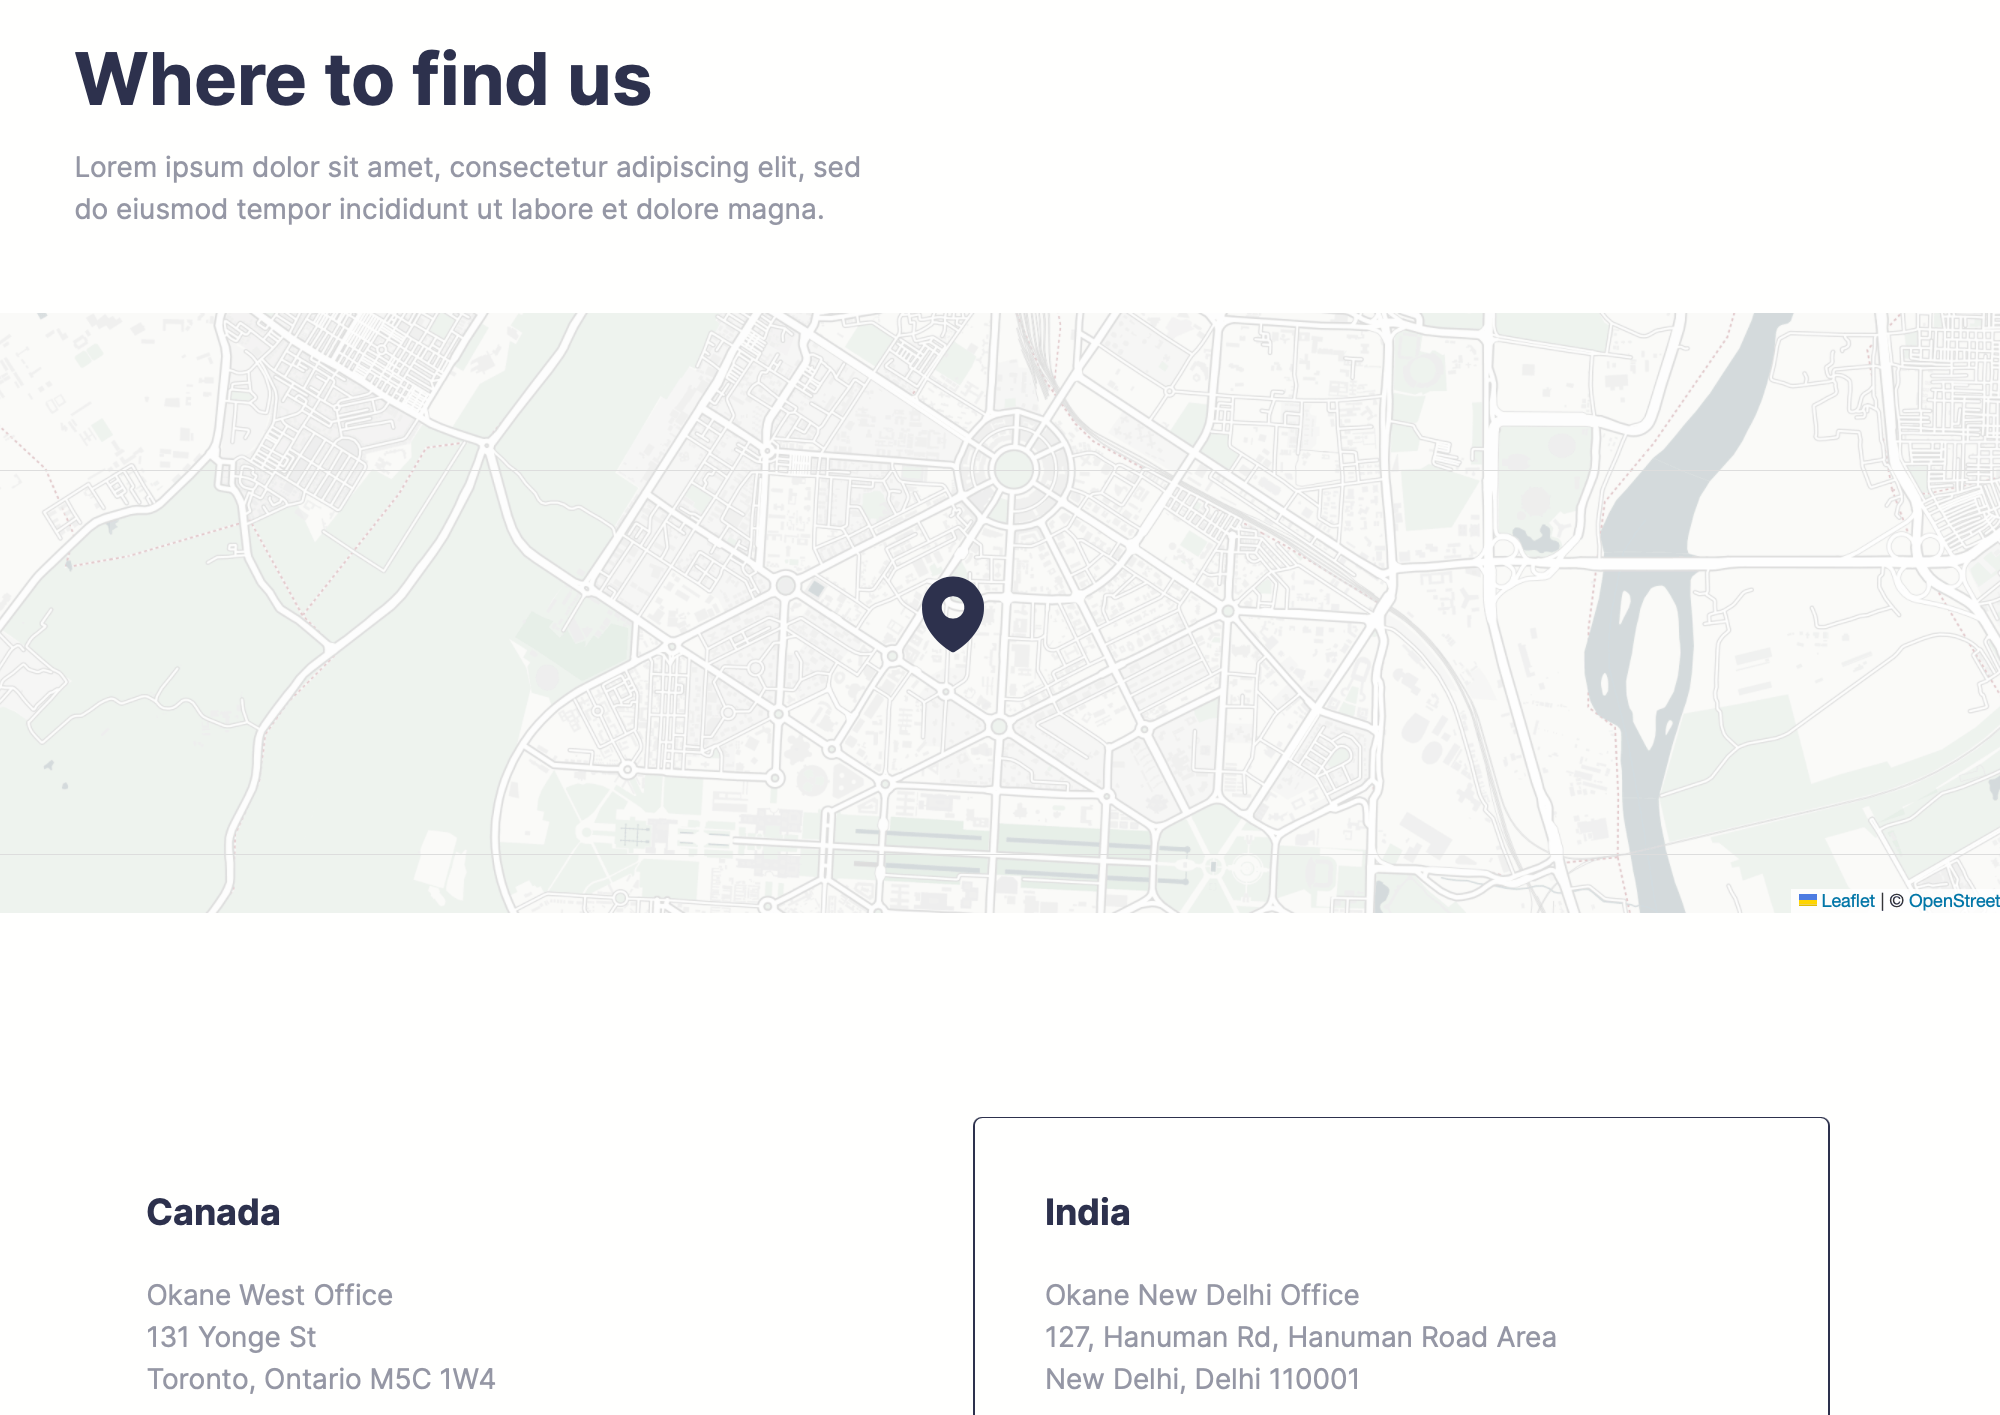 Where to find us
Lorem ipsum dolor sit amet, consectetur adipiscing elit, sed
do eiusmod tempor incididunt ut labore et dolore magna.
Leaflet | © OpenStreet
Canada
Okane West Office
131 Yonge St
Toronto, Ontario M5C 1W4
India
Okane New Delhi Office
127, Hanuman Rd, Hanuman Road Area
New Delhi, Delhi 110001